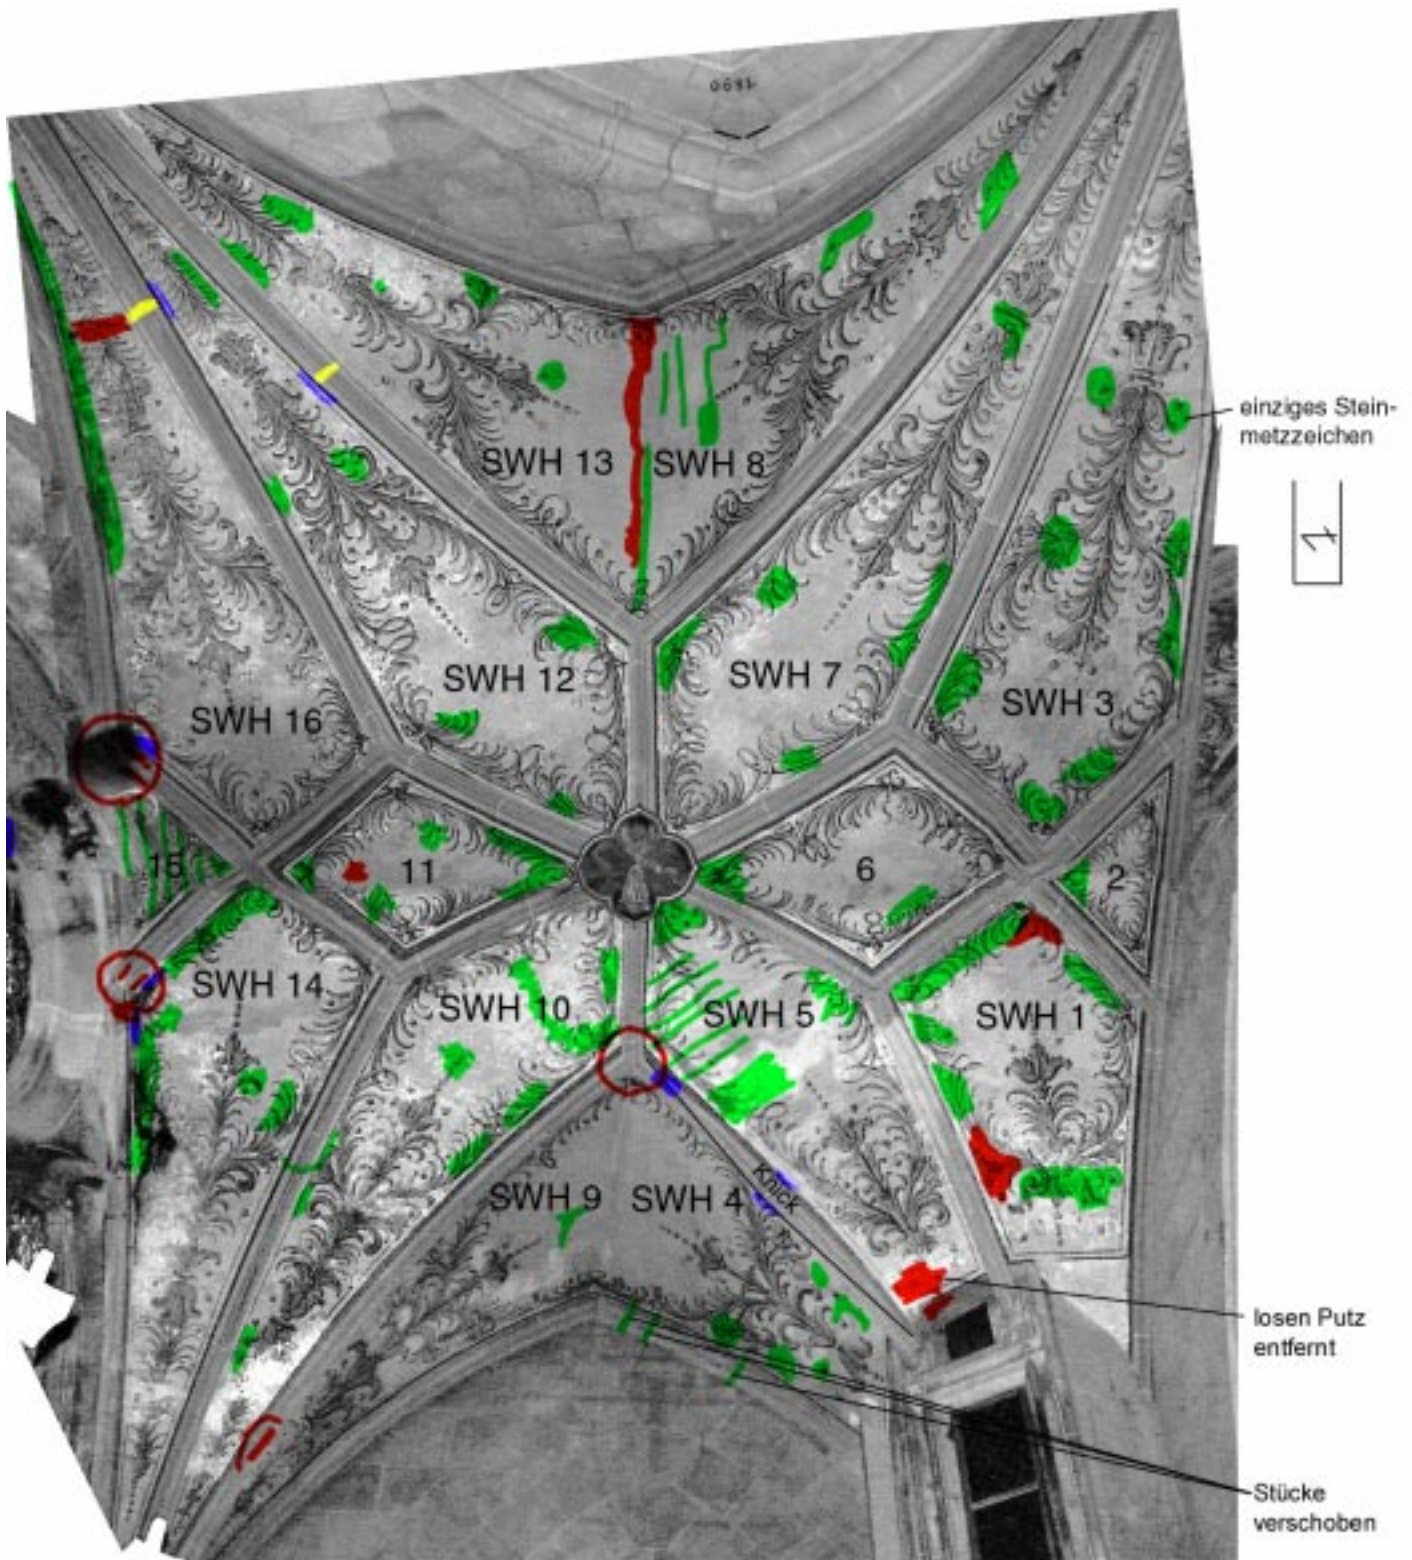 1890
einziges Stein-
metzzeichen
SWH 13
SWH 8
SWH 12
SWH 7
SWH 16
SWH 3
15
11
6
2
SWH 14
SWH 10
SWH 5
SWH 1
Knick
SWH 9
SWH 4
losen Putz
entfernt
Stücke
verschoben